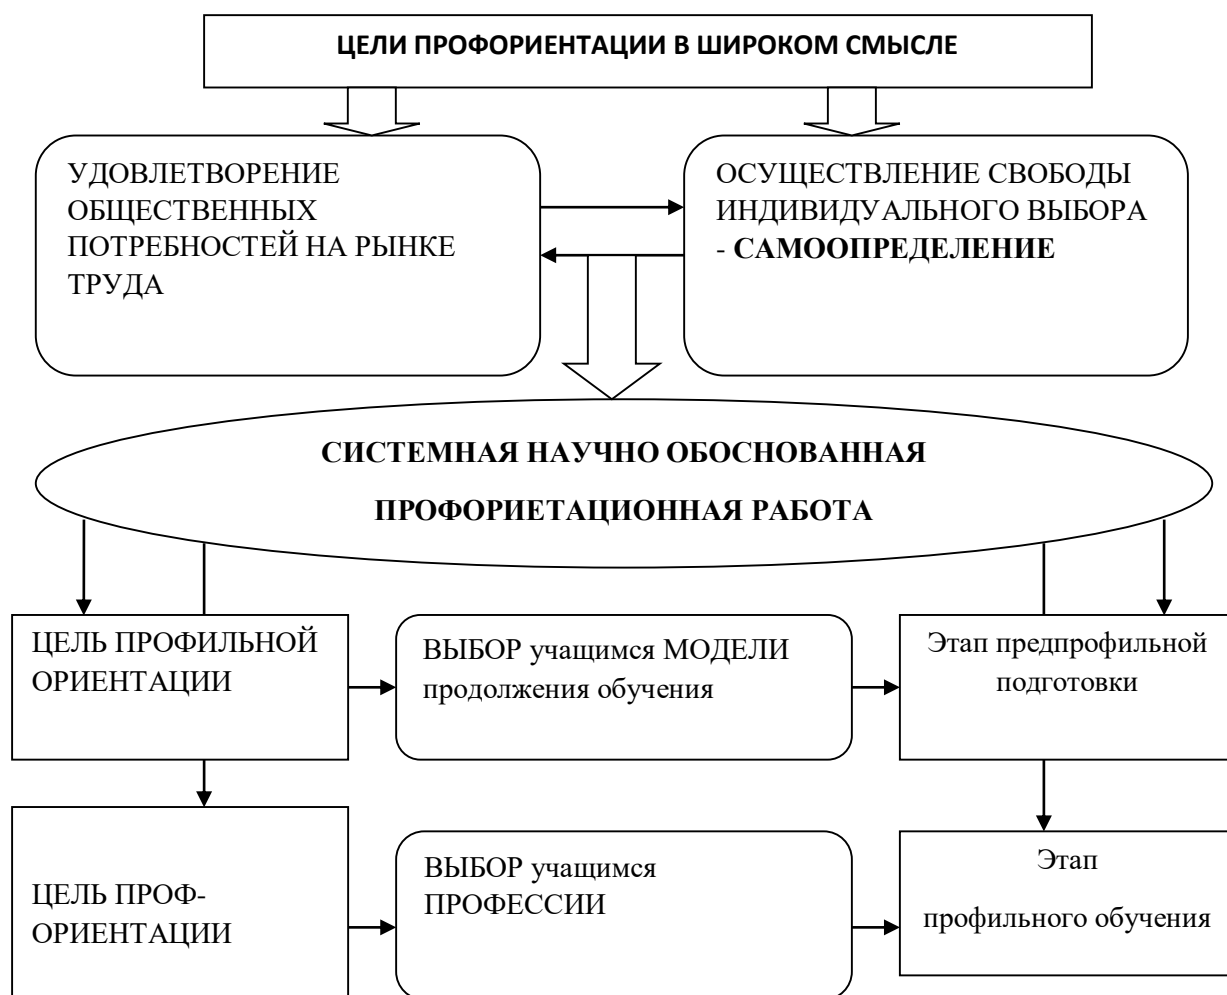 ЦЕЛИ ПРОФОРИЕНТАЦИИ В ШИРОКОМ СМЫСЛЕ
УДОВЛЕТВОРЕНИЕ
ОБЩЕСТВЕННЫХ
ПОТРЕБНОСТЕЙ НА РЫНКЕ
ТРУДА
ОСУЩЕСТВЛЕНИЕ СВОБОДЫ
ИНДИВИДУАЛЬНОГО ВЫБОРА
- САМООПРЕДЕЛЕНИЕ
СИСТЕМНАЯ НАУЧНО ОБОСНОВАННАЯ
ПРОФОРИЕТАЦИОННАЯ РАБОТА
ЦЕЛЬ ПРОФИЛЬНОЙ
ОРИЕНТАЦИИ
ВЫБОР учащимся МОДЕЛИ
продолжения обучения
Этап предпрофильной
подготовки
ЦЕЛЬ ПРОФ-
ОРИЕНТАЦИИ
ВЫБОР учащимся
ПРОФЕССИИ
Этап
профильного обучения